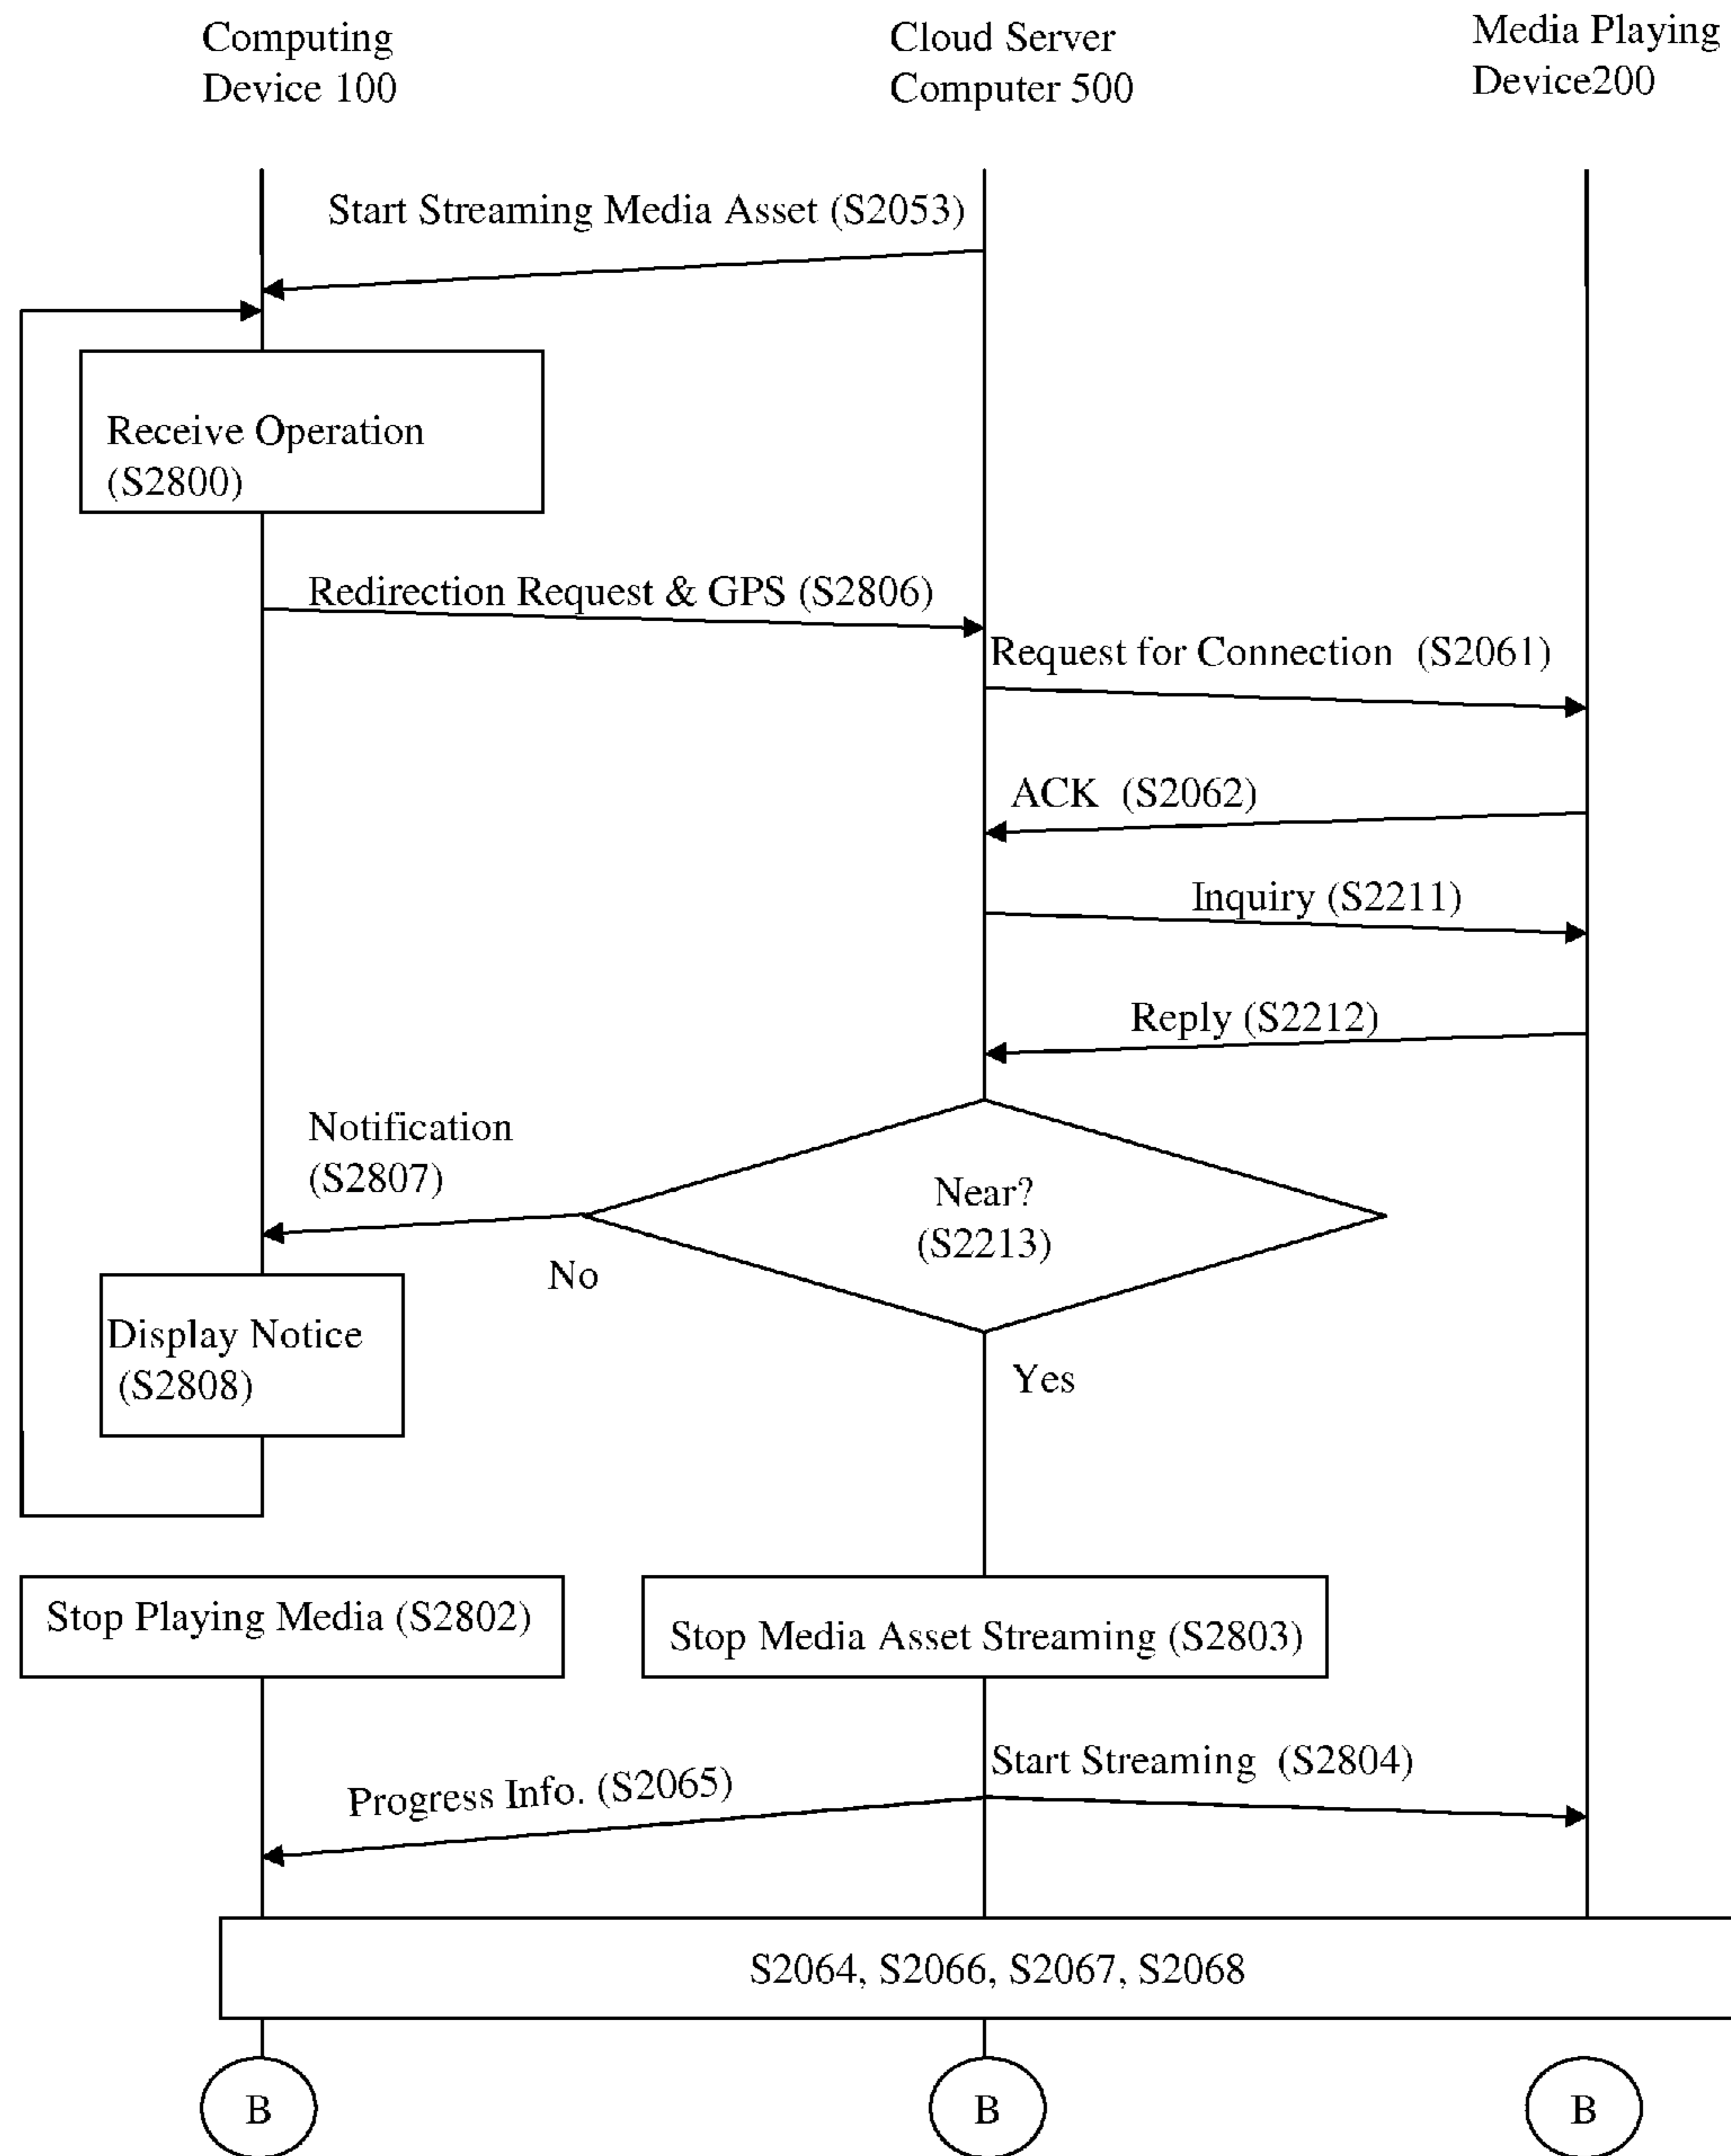 Computing
Device 100
Cloud Server
Computer 500
Media Playing
Device200
Start Streaming Media Asset (S2053)
Receive Operation
(S2800)
Redirection Request & GPS (S2806)
Request for Connection (S2061)
ACK (S2062)
Inquiry (S2211)
Reply (S2212)
Notification
(S2807)
Near?
(S2213)
No
Display Notice
(S2808)
Yes
Stop Playing Media (S2802)
Stop Media Asset Streaming (S2803)
Start Streaming (S2804)
Progress Info. (S2065)
S2064, S2066, S2067, S2068
B
B
B